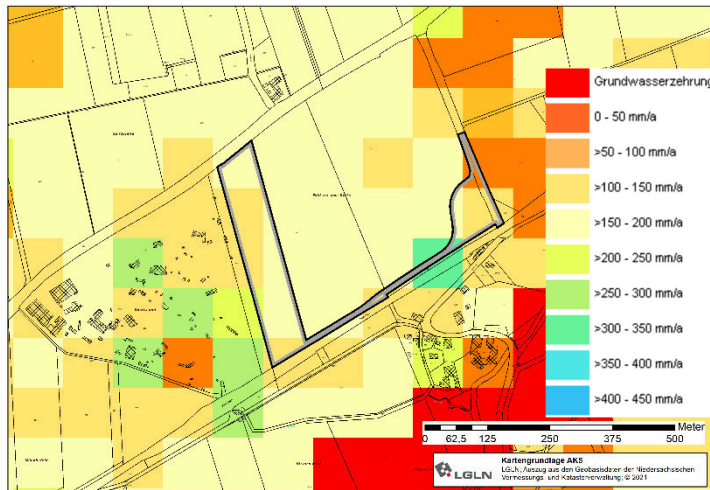 Grundwasserzehrung
0 - 50 mm/a
>50 - 100 mm/a
>100 - 150 mm/a
>150 - 200 mm/a
>200 - 250 mm/a
>250 - 300 mm/a
>300 - 350 mm/a
>350 - 400 mm/a
>400 - 450 mm/a
Meter
0 62,5 125 250 375 500
Kartengrundlage AK5
LGLN
LGLN; Auszug aus den Geobasisdaten der Niedersächsischen
Vermessungs- und Katasterverwaltung; © 2021